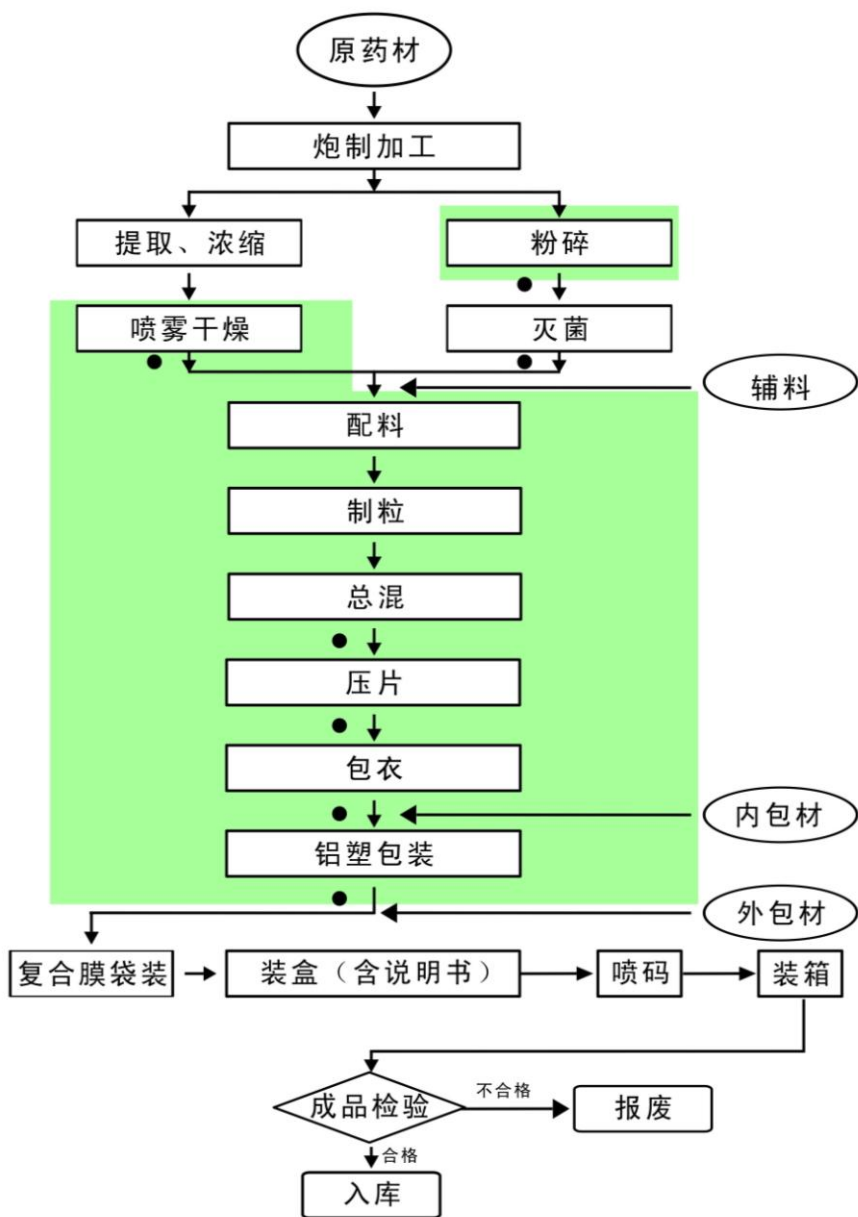 原药材
炮制加工
提取、浓缩
粉碎
喷雾干燥
灭菌
辅料
配料
制粒
总混
压片
包衣
内包材
铝塑包装
外包材
复合膜袋装
装盒（含说明书）
喷码
装箱
成品检验
不合格
报废
合格
入库